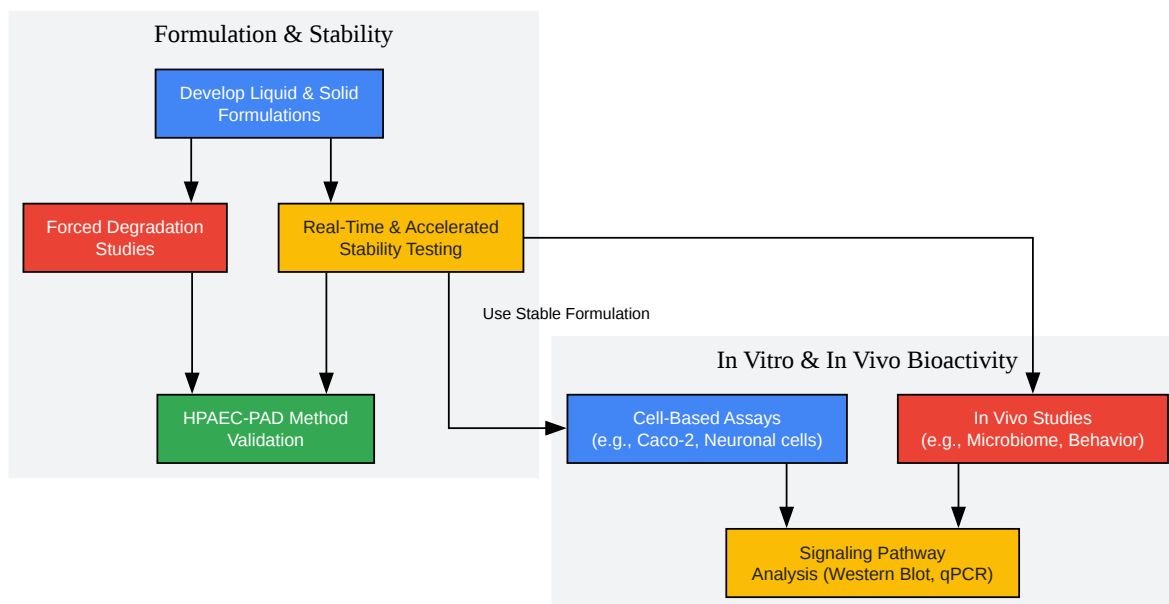 Formulation & Stability
Develop Liquid & Solid
Formulations
Forced Degradation
Studies
Real-Time & Accelerated
Stability Testing
Use Stable Formulation
In Vitro & In Vivo Bioactivity
HPAEC-PAD Method
Validation
Cell-Based Assays
(e.g., Caco-2, Neuronal cells)
In Vivo Studies
(e.g., Microbiome, Behavior)
Signaling Pathway
Analysis (Western Blot, qPCR)